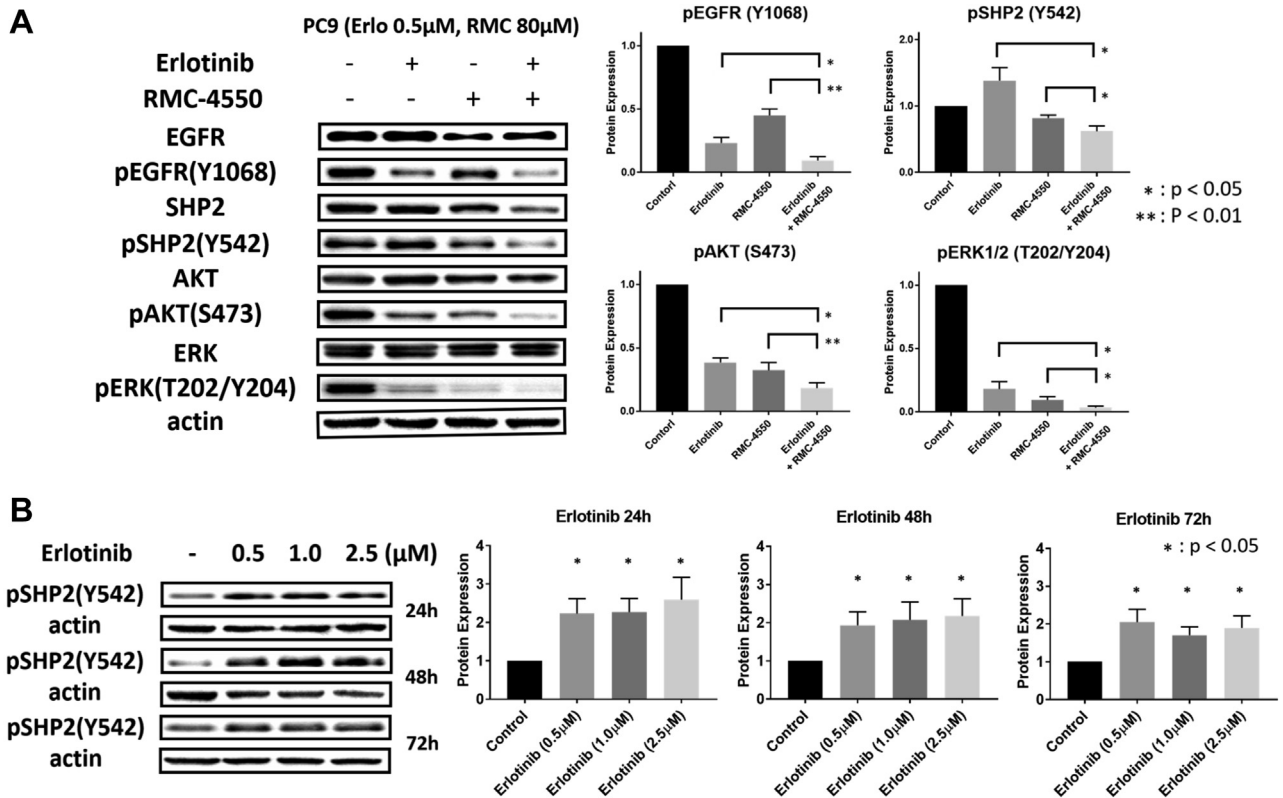 A
PC9 (Erlo 0.5μM, RMC 80μM)
Erlotinib - + - +
RMC-4550 - - + +
EGFR
pEGFR(Y1068)
SHP2
pSHP2(Y542)
AKT
pAKT(S473)
ERK
pERK(T202/Y204)
actin
pEGFR (Y1068)
Protein Expression
1.0
0.5
0.0
*
**
Contorl
Erlotinib
RMC-4550
Erlotinib
+ RMC-4550
pSHP2 (Y542)
Protein Expression
2.0
1.0
0.0
*
*
Contorl
Erlotinib
RMC-4550
Erlotinib
+ RMC-4550
* : p < 0.05
** : P < 0.01
pAKT (S473)
Protein Expression
1.0
0.5
0.0
*
**
Contorl
Erlotinib
RMC-4550
Erlotinib
+ RMC-4550
pERK1/2 (T202/Y204)
Protein Expression
1.0
0.5
0.0
*
*
Contorl
Erlotinib
RMC-4550
Erlotinib
+ RMC-4550
B
Erlotinib - 0.5 1.0 2.5 (μM)
pSHP2(Y542)
actin
24h
pSHP2(Y542)
actin
48h
pSHP2(Y542)
actin
72h
Erlotinib 24h
Protein Expression
4
3
2
1
0
* * *
Control
Erlotinib (0.5μM)
Erlotinib (1.0μM)
Erlotinib (2.5μM)
Erlotinib 48h
Protein Expression
4
3
2
1
0
* * *
Control
Erlotinib (0.5μM)
Erlotinib (1.0μM)
Erlotinib (2.5μM)
Erlotinib 72h
* : p < 0.05
Protein Expression
4
3
2
1
0
* * *
Control
Erlotinib (0.5μM)
Erlotinib (1.0μM)
Erlotinib (2.5μM)